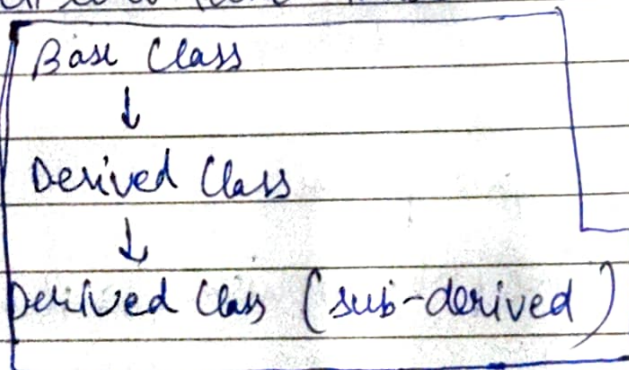 Base Class
↓
Derived Class
↓
Derived Class (sub-derived)